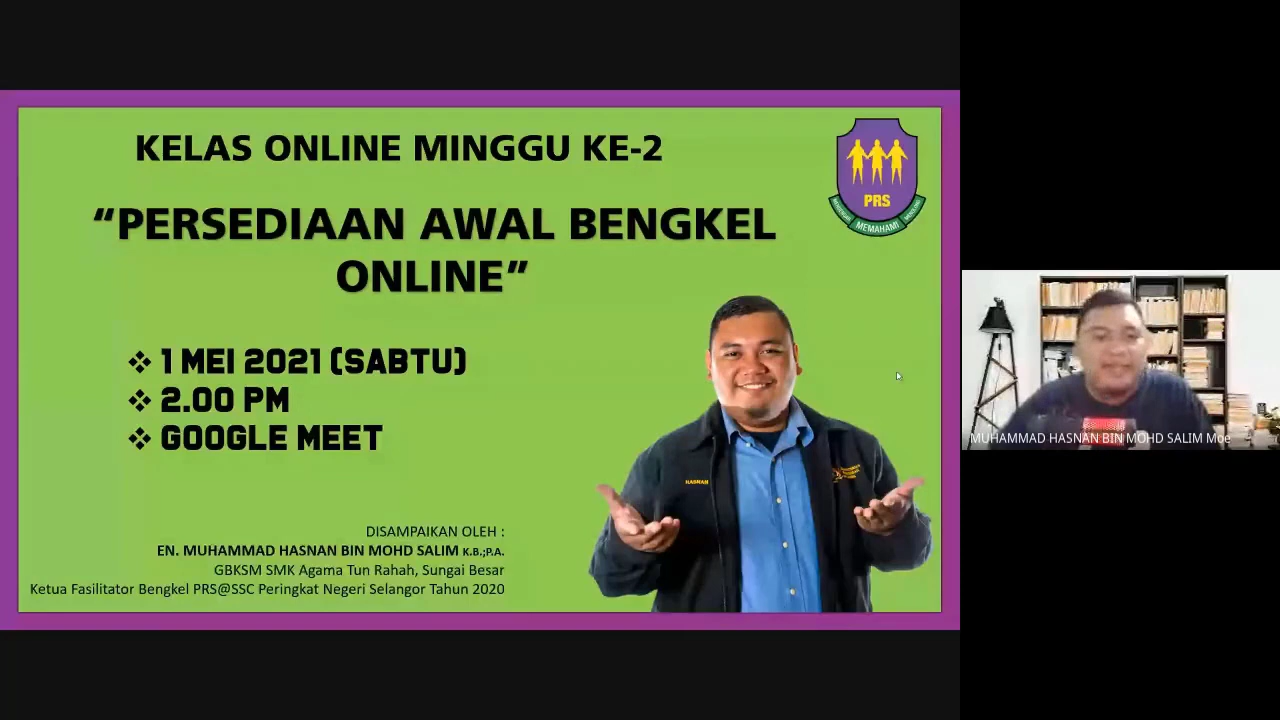 KELAS ONLINE MINGGU KE-2
“PERSEDIAAN AWAL BENGKEL
ONLINE”
1 MEI 2021 (SABTU)
2.00 PM
GOOGLE MEET
DISAMPAIKAN OLEH :
EN. MUHAMMAD HASNAN BIN MOHD SALIM K.B.;P.A.
GBKSM SMK Agama Tun Rahah, Sungai Besar
Ketua Fasilitator Bengkel PRS@SSC Peringkat Negeri Selangor Tahun 2020
PRS
MEMAHAMI
HASNAN
MUHAMMAD HASNAN BIN MOHD SALIM Moe